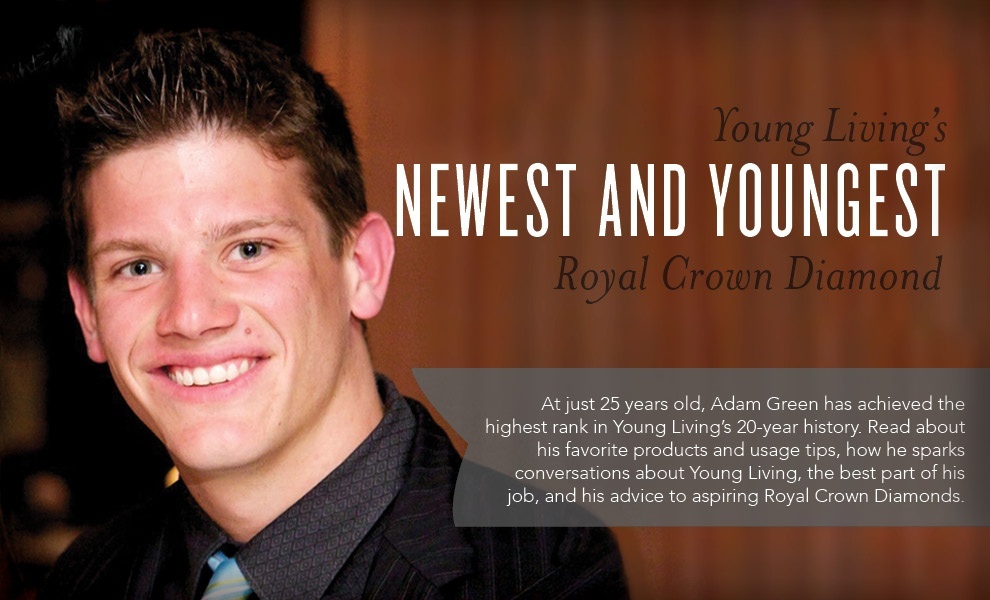 Young Living's
NEWEST AND YOUNGEST
Royal Crown Diamond
At just 25 years old, Adam Green has achieved the
highest rank in Young Living's 20-year history. Read about
his favorite products and usage tips, how he sparks
conversations about Young Living, the best part of his
job, and his advice to aspiring Royal Crown Diamonds.